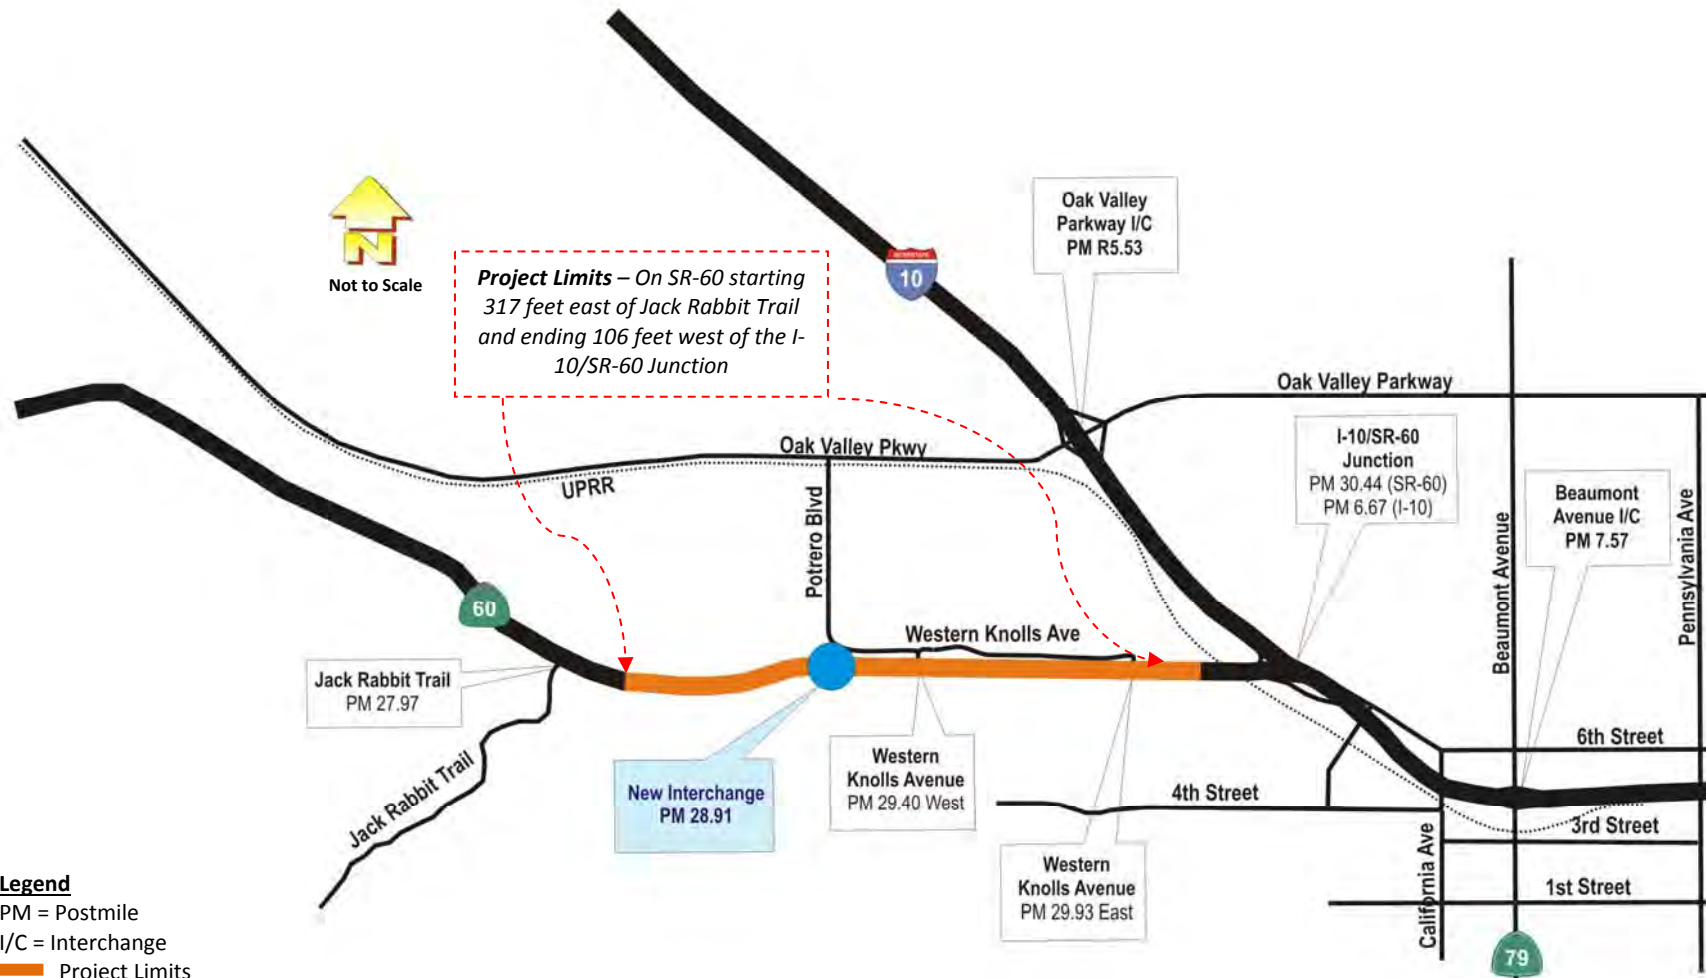 Not to Scale
Project Limits – On SR-60 starting
317 feet east of Jack Rabbit Trail
and ending 106 feet west of the I-
10/SR-60 Junction
INTERSTATE
10
Oak Valley
Parkway I/C
PM R5.53
Oak Valley Parkway
Oak Valley Pkwy
UPRR
Potrero Blvd
I-10/SR-60
Junction
PM 30.44 (SR-60)
PM 6.67 (I-10)
Beaumont
Avenue I/C
PM 7.57
Beaumont Avenue
Pennsylvania Ave
60
Western Knolls Ave
Jack Rabbit Trail
PM 27.97
Jack Rabbit Trail
New Interchange
PM 28.91
Western
Knolls Avenue
PM 29.40 West
Western
Knolls Avenue
PM 29.93 East
6th Street
4th Street
3rd Street
1st Street
California Ave
79
Legend
PM = Postmile
I/C = Interchange
Project Limits
N